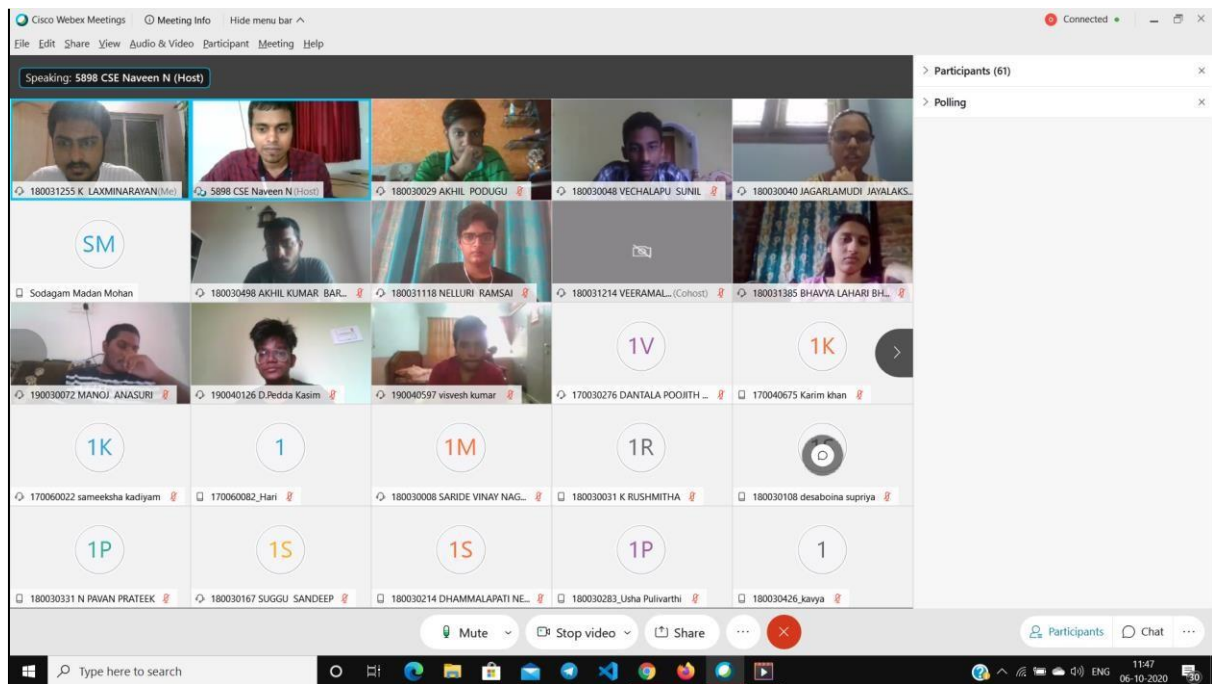 Cisco Webex Meetings Meeting Info Hide menu bar Connected
File Edit Share View Audio & Video Participant Meeting Help
Speaking: 5898 CSE Naveen N (Host)
Participants (61)
Polling
180031255 K LAXMINARAYAN(Me) 5898 CSE Naveen N (Host) 180030029 AKHIL PODUGU 180030048 VECHALAPU SUNIL 180030040 JAGARLAMUDI JAYALAKS...
SM
Sodagam Madan Mohan 180030498 AKHIL KUMAR BAR... 180031118 NELLURI RAMSAI 180031214 VEERAMAL... (Cohost) 180031385 BHAVYA LAHARI BH...
1V 1K
190030072 MANOJ ANASURI 190040126 D.Pedda Kasim 190040597 visvesh kumar 170030276 DANTALA POOJITH ... 170040675 Karim khan
1K 1 1M 1R
170060022 sameeksha kadiyam 170060082_Hari 180030008 SARIDE VINAY NAG... 180030031 K RUSHMITHA 180030108 desaboina supriya
1P 1S 1S 1P 1
180030331 N PAVAN PRATEEK 180030167 SUGGU SANDEEP 180030214 DHAMMALAPATI NE... 180030283_Usha Pulivarthi 180030426_kavya
Mute Stop video Share Participants Chat
Type here to search ENG 11:47
06-10-2020 30